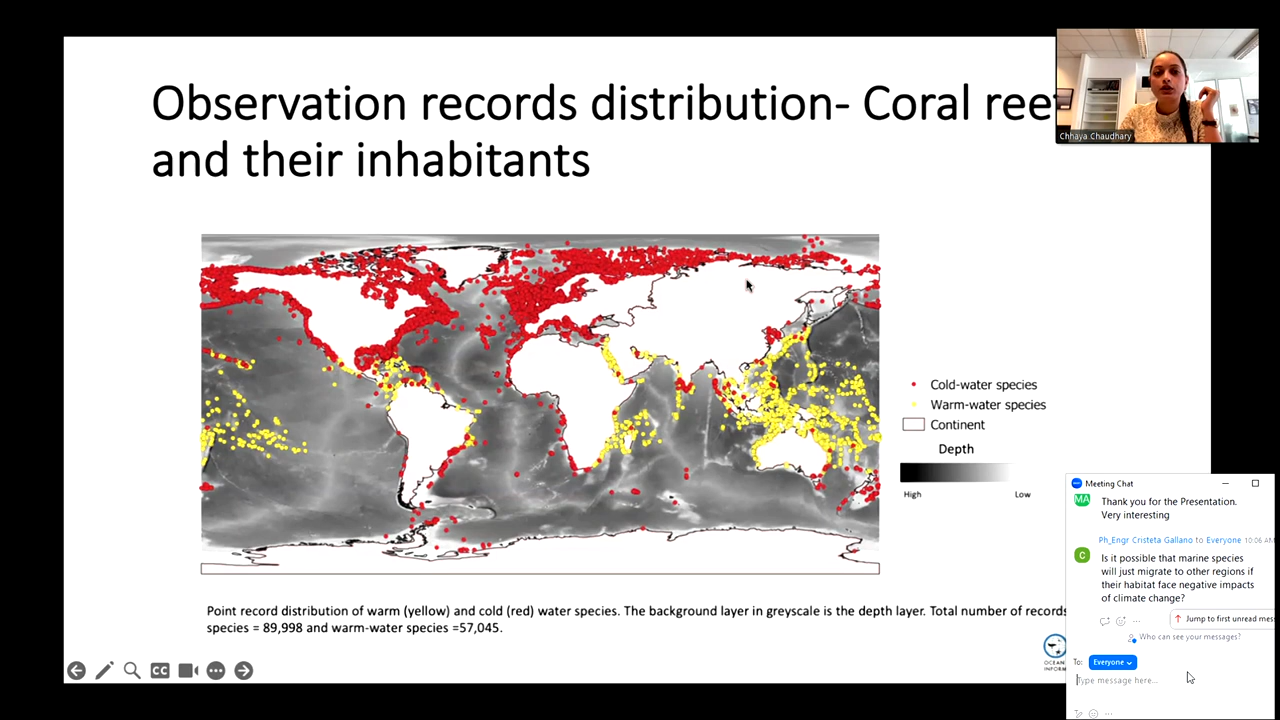 Observation records distribution- Coral ree
and their inhabitants
Chhaya Chaudhary
Cold-water species
Warm-water species
Continent
Depth
High
Low
Point record distribution of warm (yellow) and cold (red) water species. The background layer in greyscale is the depth layer. Total number of records
species = 89,998 and warm-water species =57,045.
CC
OCEAN
INFORM
Meeting Chat
MA
Thank you for the Presentation.
Very interesting
Ph_Engr Cristeta Gallano to Everyone 10:06 AM
C
Is it possible that marine species
will just migrate to other regions if
their habitat face negative impacts
of climate change?
Jump to first unread mes
Who can see your messages?
To: Everyone
Type message here...